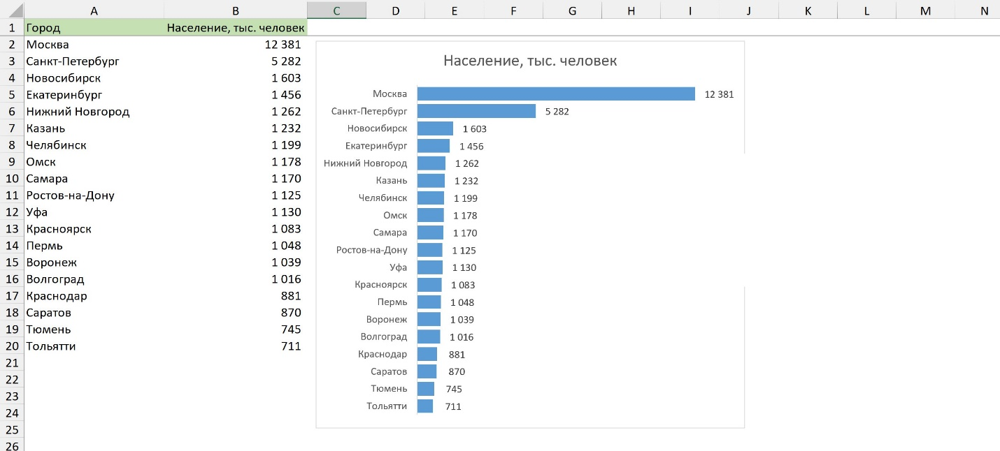 A B C D E F G H I J K L M N
1 Город Население, тыс. человек
2 Москва 12 381
3 Санкт-Петербург 5 282
4 Новосибирск 1 603
5 Екатеринбург 1 456
6 Нижний Новгород 1 262
7 Казань 1 232
8 Челябинск 1 199
9 Омск 1 178
10 Самара 1 170
11 Ростов-на-Дону 1 125
12 Уфа 1 130
13 Красноярск 1 083
14 Пермь 1 048
15 Воронеж 1 039
16 Волгоград 1 016
17 Краснодар 881
18 Саратов 870
19 Тюмень 745
20 Тольятти 711
21
22
23
24
25
26
Население, тыс. человек
Москва 12 381
Санкт-Петербург 5 282
Новосибирск 1 603
Екатеринбург 1 456
Нижний Новгород 1 262
Казань 1 232
Челябинск 1 199
Омск 1 178
Самара 1 170
Ростов-на-Дону 1 125
Уфа 1 130
Красноярск 1 083
Пермь 1 048
Воронеж 1 039
Волгоград 1 016
Краснодар 881
Саратов 870
Тюмень 745
Тольятти 711